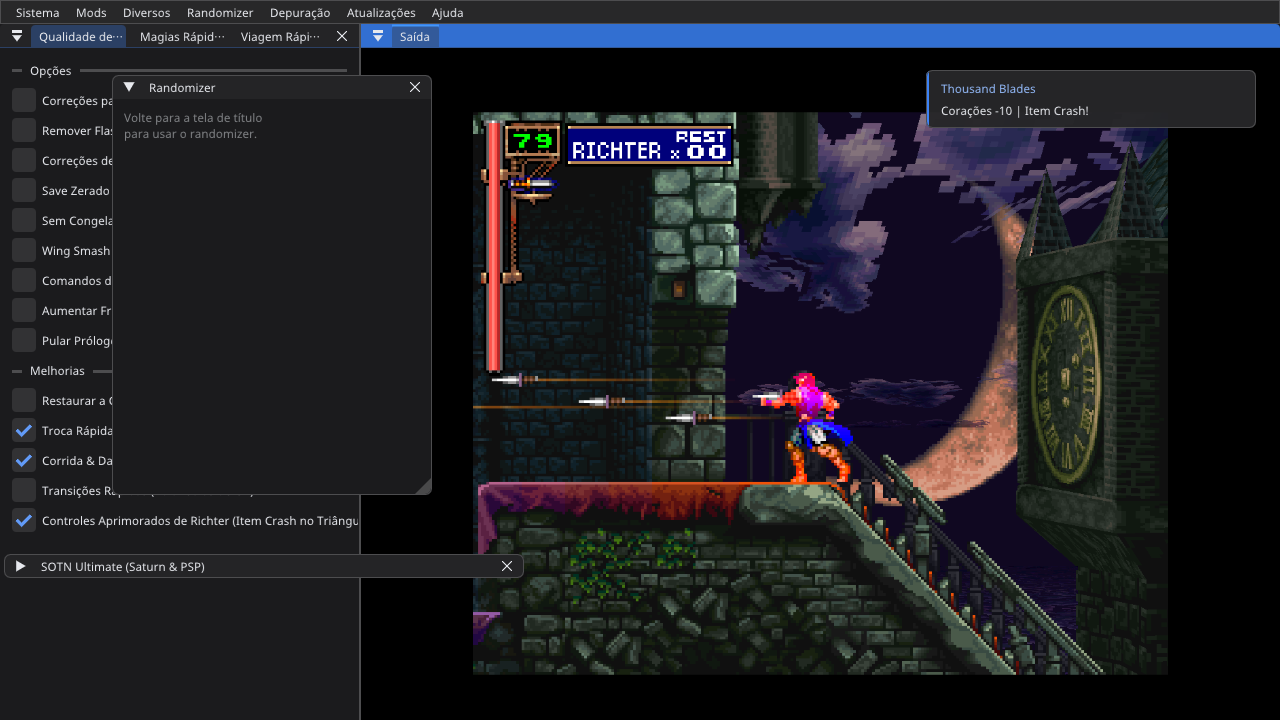 Sistema Mods Diversos Randomizer Depuração Atualizações Ajuda
Qualidade de··· Magias Rápid··· Viagem Rápi··· Saída
Opções
Correções pa
Remover Flas
Correções de
Save Zerado
Sem Congela
Wing Smash
Comandos d
Aumentar Fr
Pular Prólogo
Melhorias
Restaurar a
Troca Rápida
Corrida & Da
Transições
Controles Aprimorados de Richter (Item Crash no Triângu
Randomizer
Volte para a tela de título
para usar o randomizer.
SOTN Ultimate (Saturn & PSP)
Thousand Blades
Corações -10 | Item Crash!
79
REST
RICHTER x 00